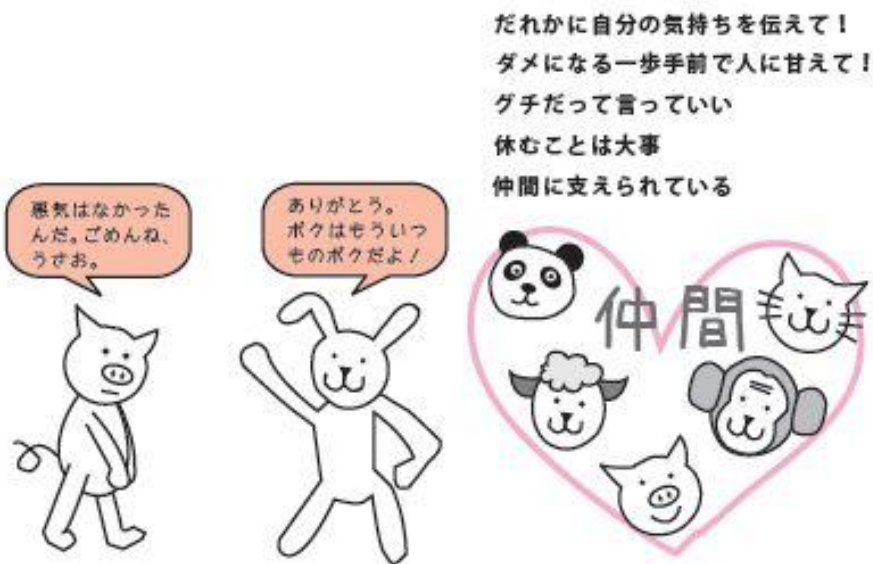 だれかに自分の気持ちを伝えて！
ダメになる一歩手前で人に甘えて！
グチだって言っていい
休むことは大事
仲間に支えられている
悪気はなかった
んだ。ごめんね、
うさお。
ありがとう。
ボクはもういつ
ものボクだよ！
仲間